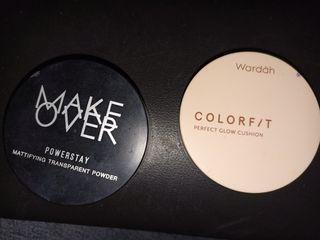 MAKE
OVER
POWERSTAY
MATTIFYING TRANSPARENT POWDER
Wardah
COLORFIT
PERFECT GLOW CUSHION